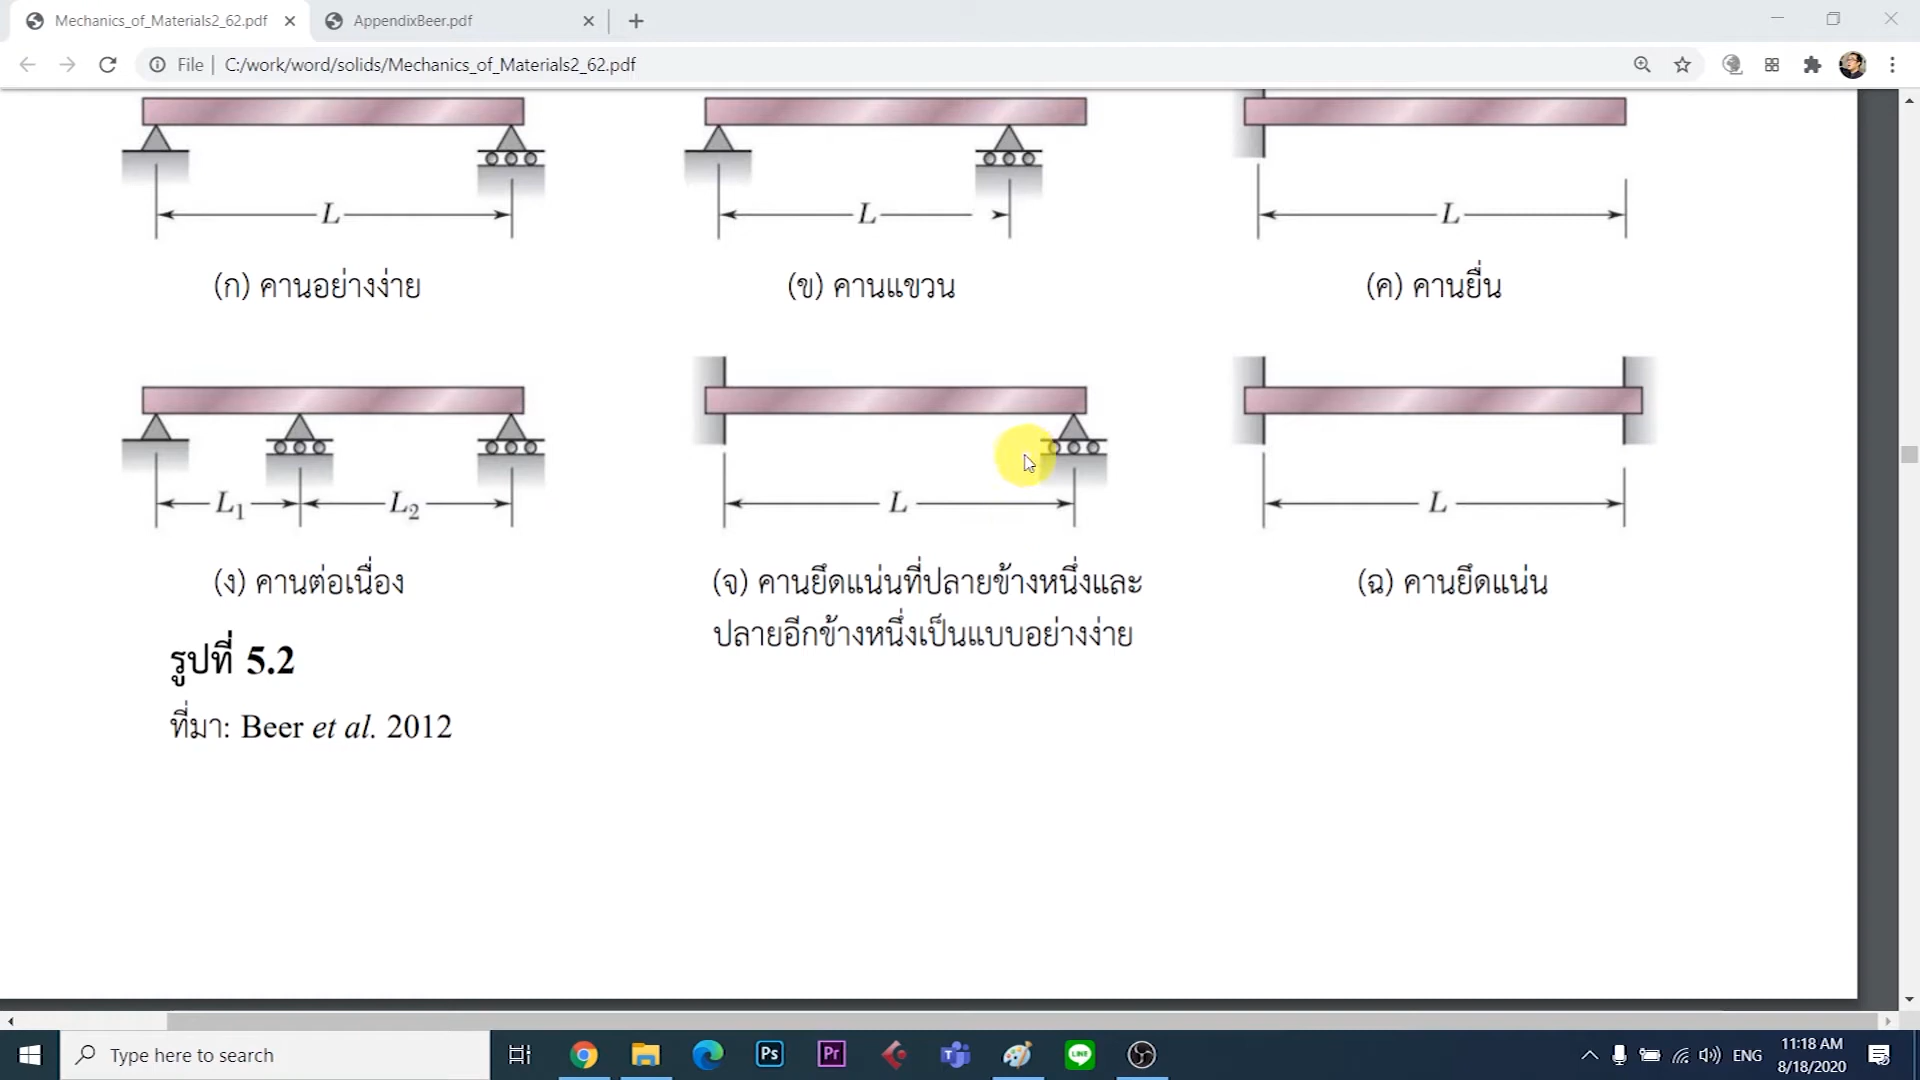 Mechanics_of_Materials2_62.pdf
AppendixBeer.pdf
File
C:/work/word/solids/Mechanics_of_Materials2_62.pdf
L
L
L
(ก) คานอย่างง่าย
(ข) คานแขวน
(ค) คานยื่น
L1
L2
L
L
(ง) คานต่อเนื่อง
(จ) คานยึดแน่นที่ปลายข้างหนึ่งและ
ปลายอีกข้างหนึ่งเป็นแบบอย่างง่าย
(ฉ) คานยึดแน่น
รูปที่ 5.2
ที่มา: Beer et al. 2012
Type here to search
Ps
Pr
LINE
ENG
11:18 AM
8/18/2020